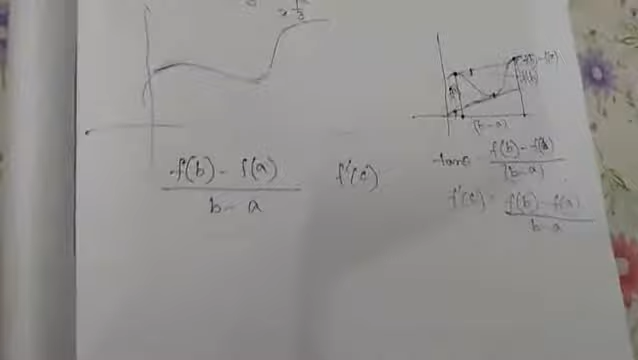 f(b) - f(a)
f(b)
(b-a)
f(b) - f(a)
b - a
f'(c)
tanθ = f(b) - f(a)
(b-a)
f'(c) = f(b) - f(a)
b - a